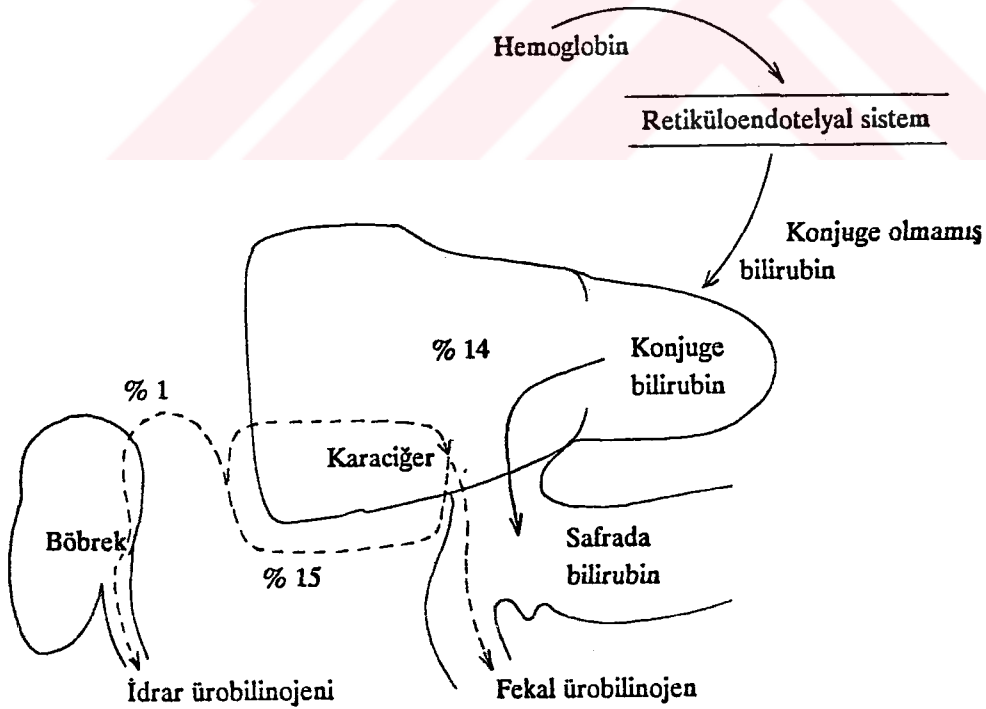 Hemoglobin
Retiküloendotelyal sistem
Konjuge olmamış
bilirubin
% 14
Konjuge
bilirubin
% 1
Karaciğer
Böbrek
% 15
Safrada
bilirubin
İdrar ürobilinojeni
Fekal ürobilinojen